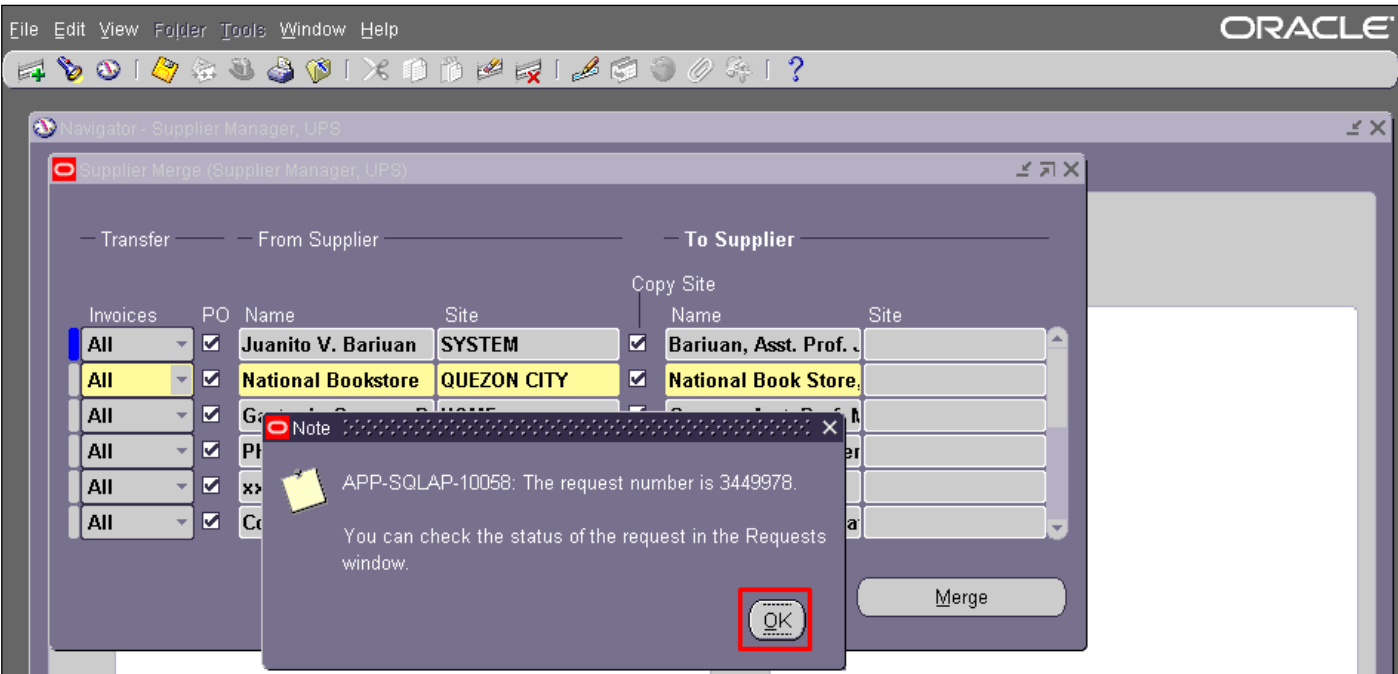 File Edit View Folder Tools Window Help
ORACLE
Navigator - Supplier Manager, UPS
Supplier Merge (Supplier Manager, UPS)
Transfer From Supplier To Supplier
Copy Site
Invoices PO Name Site Name Site
All Juanito V. Bariuan SYSTEM Bariuan, Asst. Prof.
All National Bookstore QUEZON CITY National Book Store,
All
All
All
All
Note
APP-SQLAP-10058: The request number is 3449978.
You can check the status of the request in the Requests
window.
OK
Merge